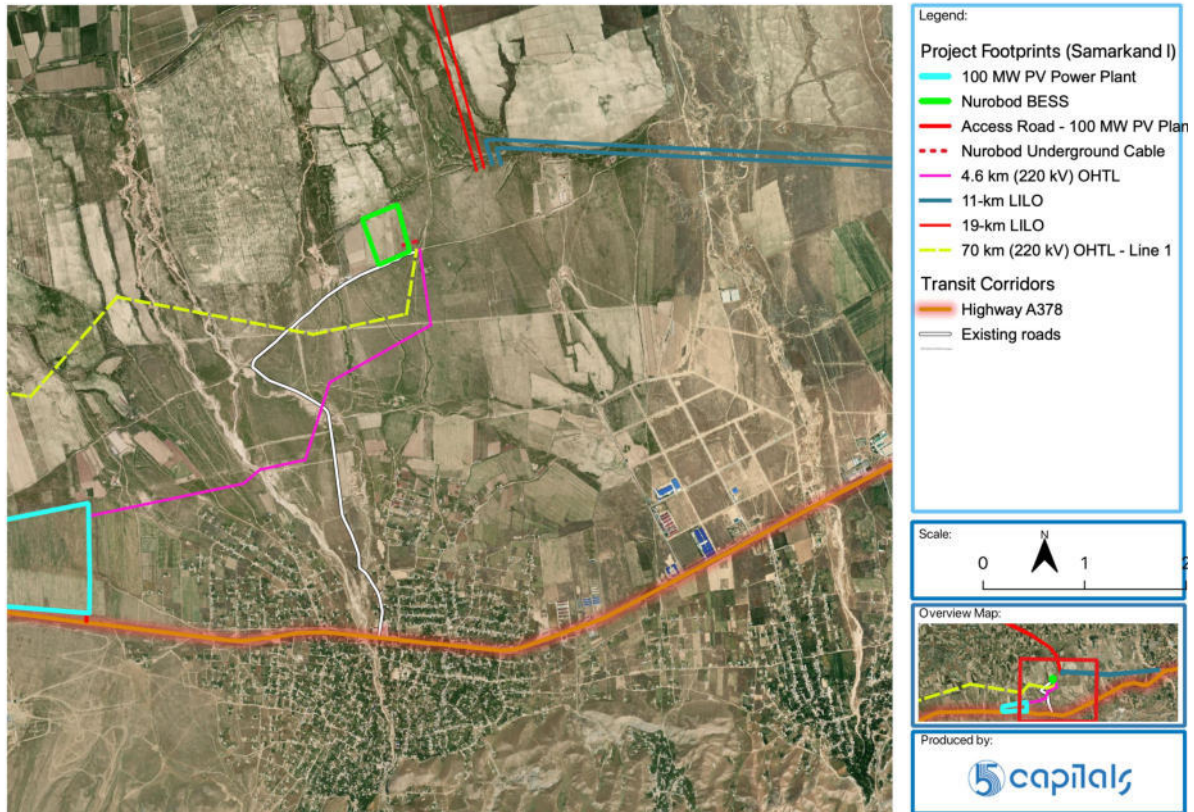 Legend:
Project Footprints (Samarkand I)
100 MW PV Power Plant
Nurobod BESS
Access Road - 100 MW PV Plan
Nurobod Underground Cable
4.6 km (220 kV) OHTL
11-km LILO
19-km LILO
70 km (220 kV) OHTL - Line 1
Transit Corridors
Highway A378
Existing roads
Scale:
N
0 1 2
Overview Map:
Produced by:
5 capitals